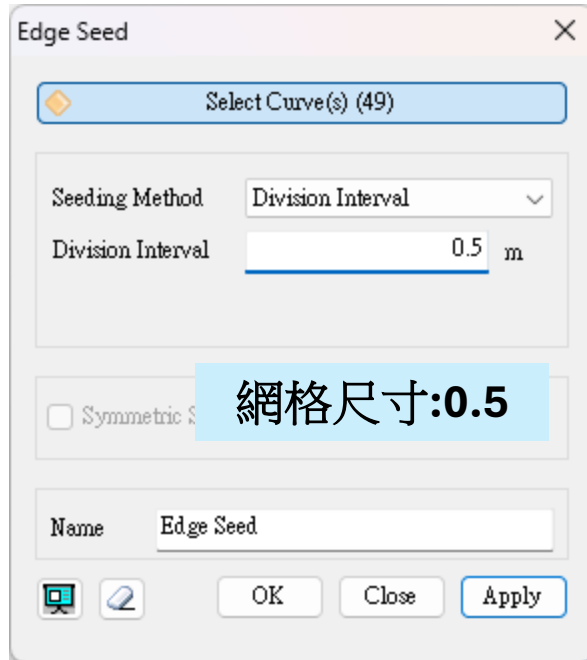 Edge Seed
Select Curve(s) (49)
Seeding Method Division Interval
Division Interval 0.5 m
Symmetric
網格尺寸:0.5
Name Edge Seed
OK Close Apply